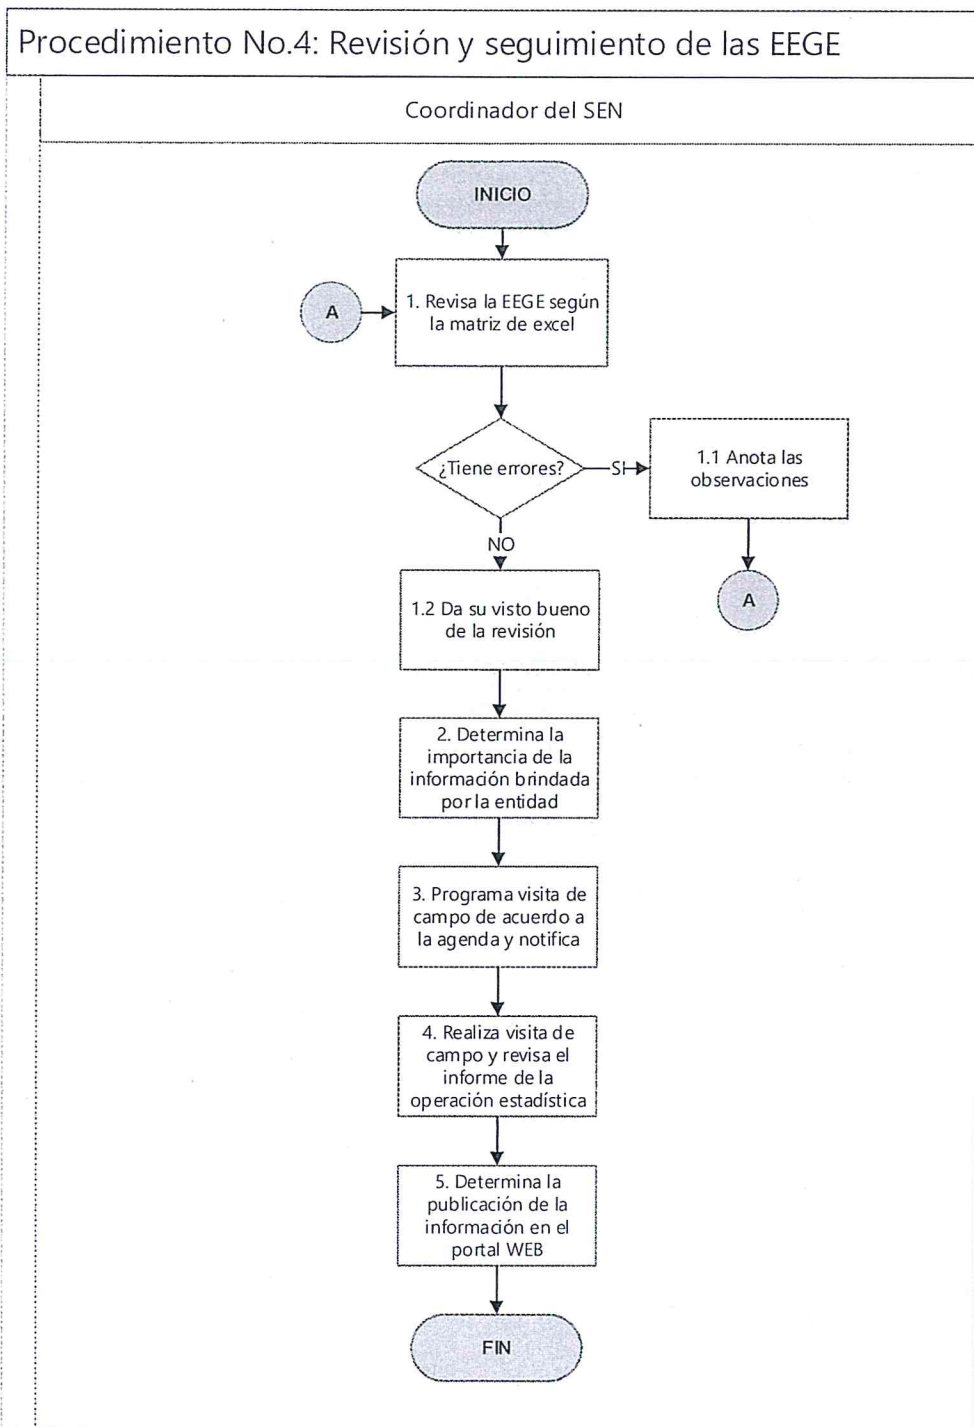 Procedimiento No.4: Revisión y seguimiento de las EEGE
Coordinador del SEN
INICIO
A
1. Revisa la EEGE según
la matriz de excel
¿Tiene errores?
SI
1.1 Anota las
observaciones
A
NO
1.2 Da su visto bueno
de la revisión
2. Determina la
importancia de la
información brindada
por la entidad
3. Programa visita de
campo de acuerdo a
la agenda y notifica
4. Realiza visita de
campo y revisa el
informe de la
operación estadística
5. Determina la
publicación de la
información en el
portal WEB
FIN